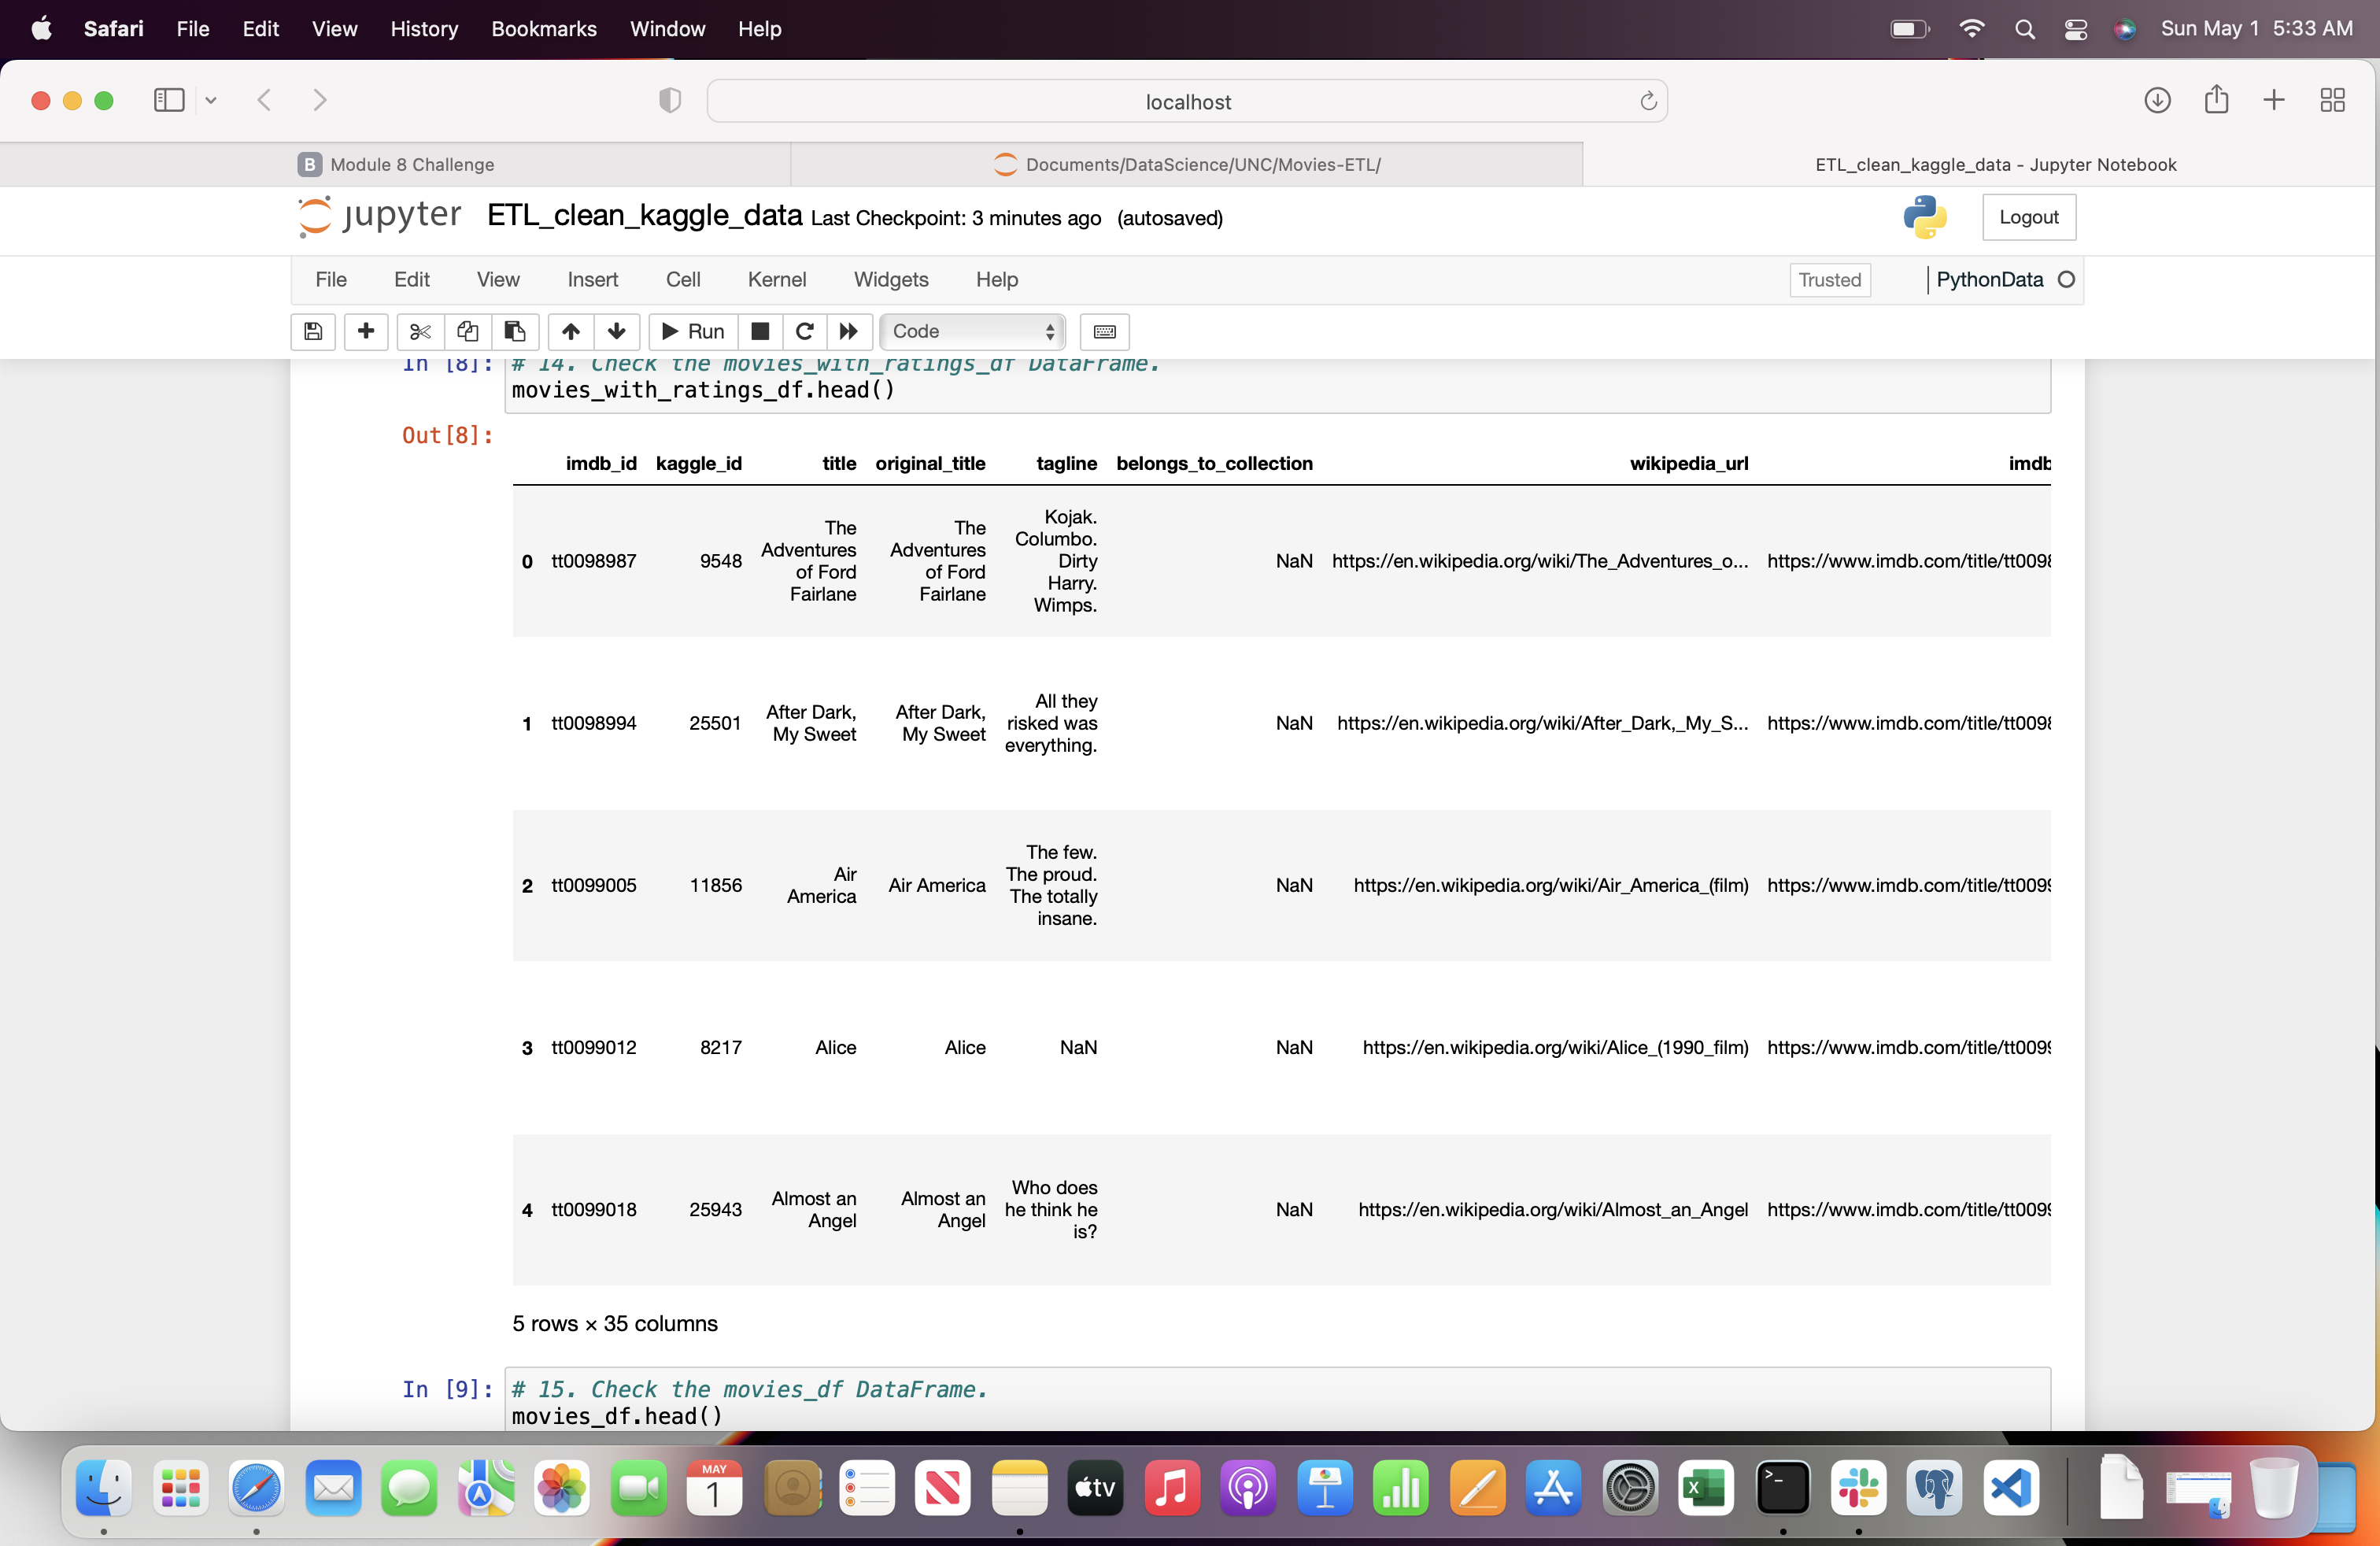 Safari File Edit View History Bookmarks Window Help Sun May 1 5:33 AM
localhost
B Module 8 Challenge Documents/DataScience/UNC/Movies-ETL/ ETL_clean_kaggle_data - Jupyter Notebook
jupyter ETL_clean_kaggle_data Last Checkpoint: 3 minutes ago (autosaved) Logout
File Edit View Insert Cell Kernel Widgets Help Trusted PythonData
Run Code
In [8]: # 14. Check the movies_with_ratings_df DataFrame.
movies_with_ratings_df.head()
Out[8]:
imdb_id kaggle_id title original_title tagline belongs_to_collection wikipedia_url imdb
Kojak.
The The Columbo.
Adventures Adventures
0 tt0098987 9548 of Ford of Ford Dirty NaN https://en.wikipedia.org/wiki/The_Adventures_o... https://www.imdb.com/title/tt0098
Fairlane Fairlane Harry.
Wimps.
All they
1 tt0098994 25501 After Dark, After Dark, risked was NaN https://en.wikipedia.org/wiki/After_Dark,_My_S... https://www.imdb.com/title/tt0098
My Sweet My Sweet everything.
The few.
Air The proud.
2 tt0099005 11856 America Air America The totally NaN https://en.wikipedia.org/wiki/Air_America_(film) https://www.imdb.com/title/tt0099
insane.
3 tt0099012 8217 Alice Alice NaN NaN https://en.wikipedia.org/wiki/Alice_(1990_film) https://www.imdb.com/title/tt0099
Who does
4 tt0099018 25943 Almost an Almost an he think he NaN https://en.wikipedia.org/wiki/Almost_an_Angel https://www.imdb.com/title/tt0099
Angel Angel is?
5 rows × 35 columns
In [9]: # 15. Check the movies_df DataFrame.
movies_df.head()
MAY
1
tv
X
>_